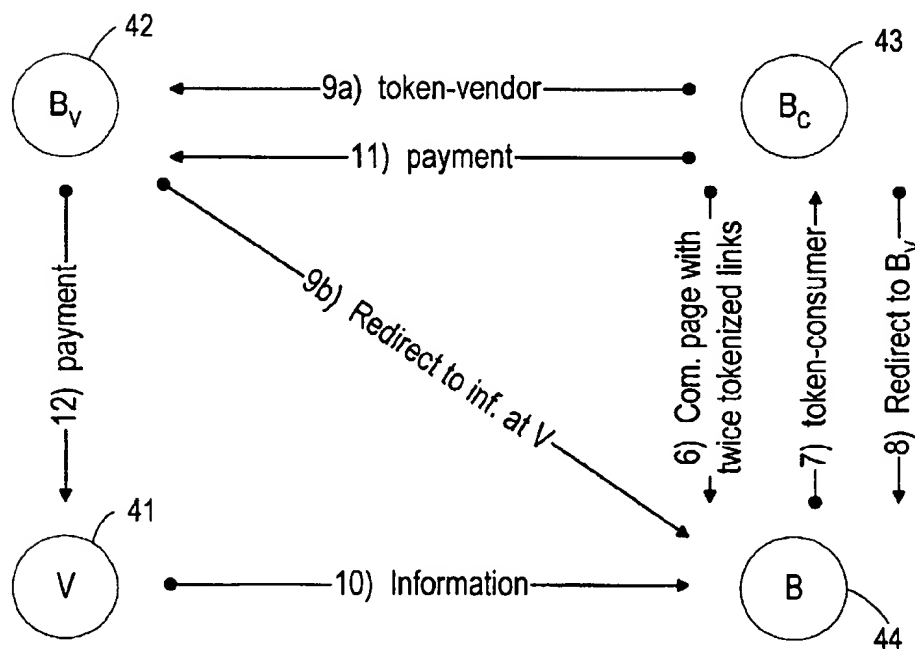 42
43
B_v
9a) token-vendor
B_c
11) payment
12) payment
9b) Redirect to inf. at V
6) Com. page with
twice tokenized links
7) token-consumer
8) Redirect to B_v
41
V
10) Information
B
44